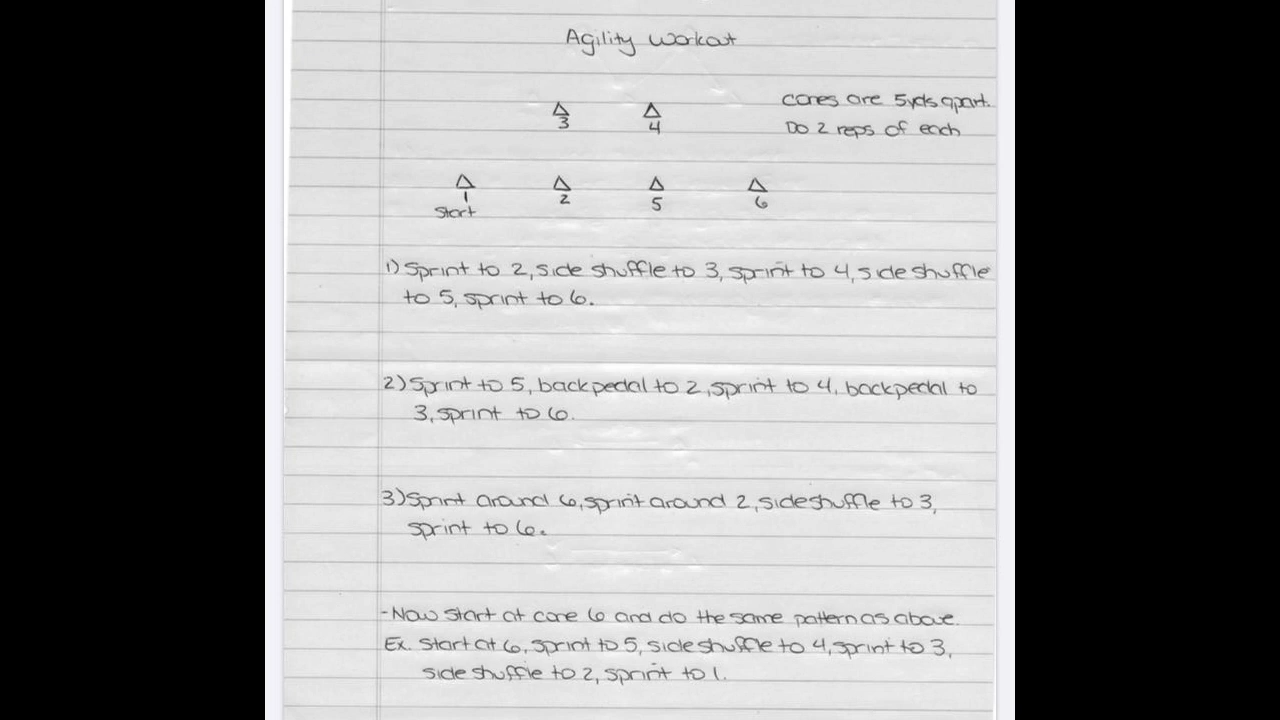 Agility Workout
cones are 5yds apart.
Do 2 reps of each
△ △
3 4
△ △ △ △
1 2 5 6
Start
1) Sprint to 2, side shuffle to 3, sprint to 4, side shuffle
to 5, sprint to 6.
2) Sprint to 5, backpedal to 2, sprint to 4, backpedal to
3, sprint to 6.
3) Sprint around 6, sprint around 2, side shuffle to 3,
sprint to 6.
- Now start at cone 6 and do the same pattern as above.
Ex. Start at 6, sprint to 5, side shuffle to 4, sprint to 3,
side shuffle to 2, sprint to 1.